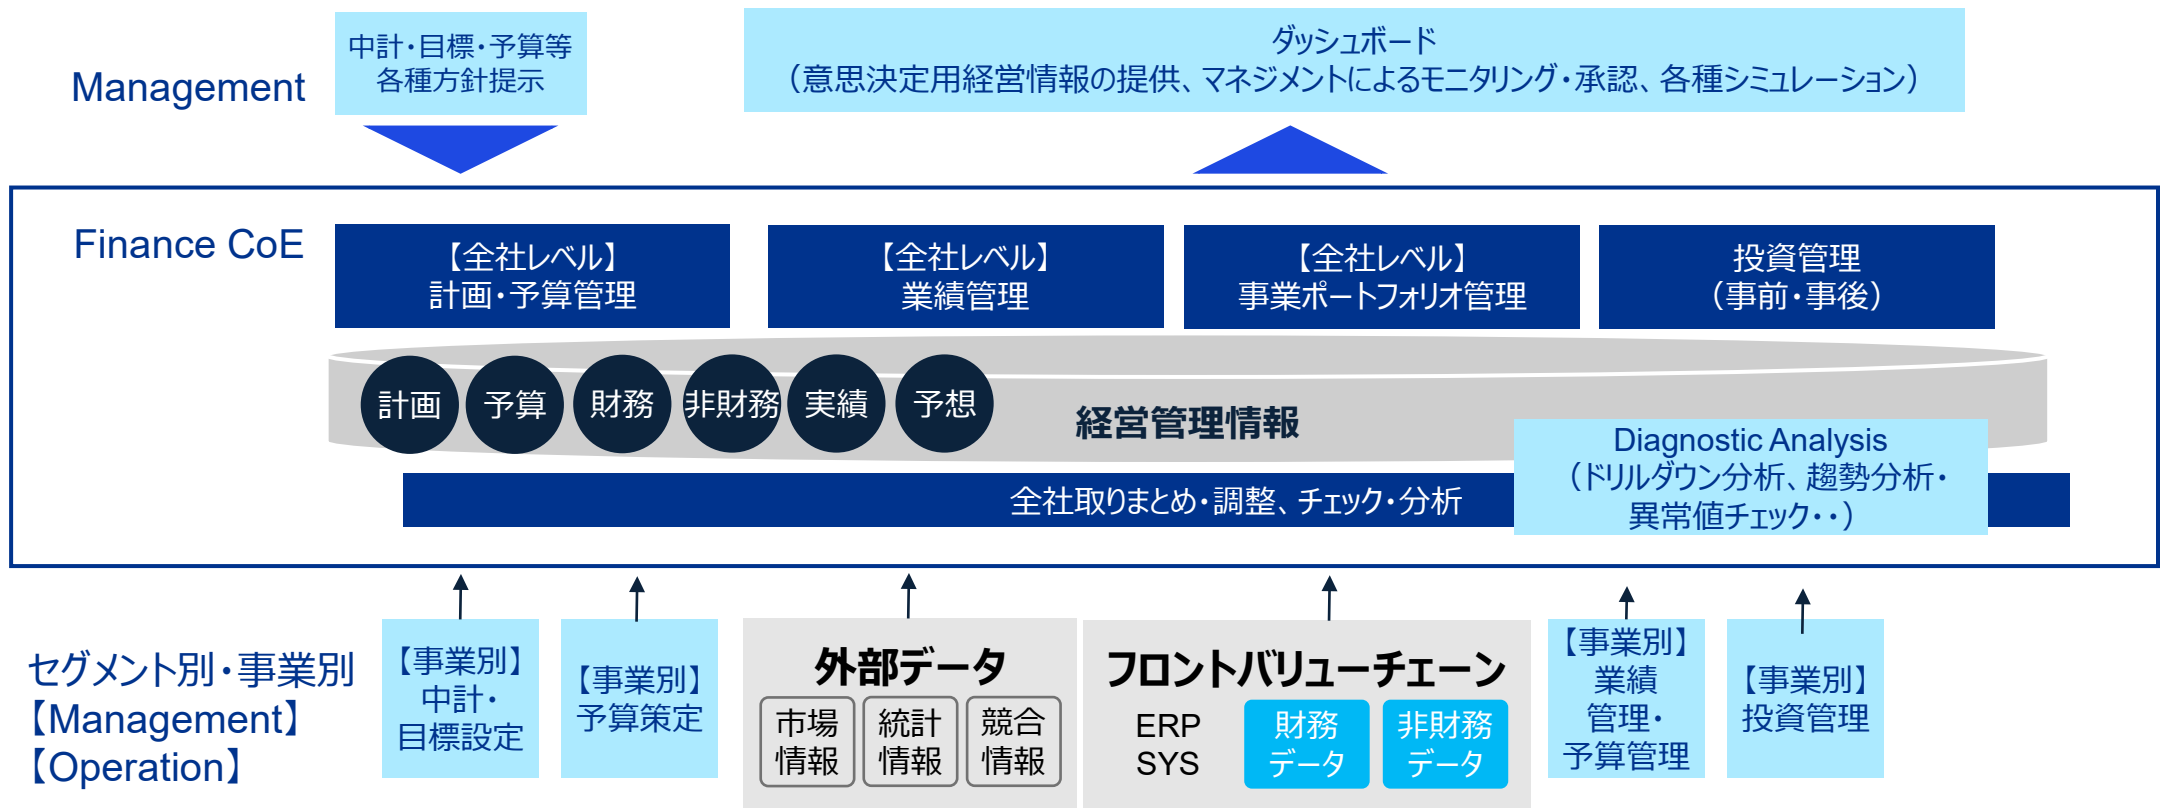 Management
中計・目標・予算等
各種方針提示
ダッシュボード
（意思決定用経営情報の提供、マネジメントによるモニタリング・承認、各種シミュレーション）
Finance CoE
【全社レベル】
計画・予算管理
【全社レベル】
業績管理
【全社レベル】
事業ポートフォリオ管理
投資管理
（事前・事後）
計画
予算
財務
非財務
実績
予想
経営管理情報
全社取りまとめ・調整、チェック・分析
Diagnostic Analysis
（ドリルダウン分析、趨勢分析・
異常値チェック・・）
セグメント別・事業別
【Management】
【Operation】
【事業別】
中計・
目標設定
【事業別】
予算策定
外部データ
市場
情報
統計
情報
競合
情報
フロントバリューチェーン
ERP
SYS
財務
データ
非財務
データ
【事業別】
業績
管理・
予算管理
【事業別】
投資管理